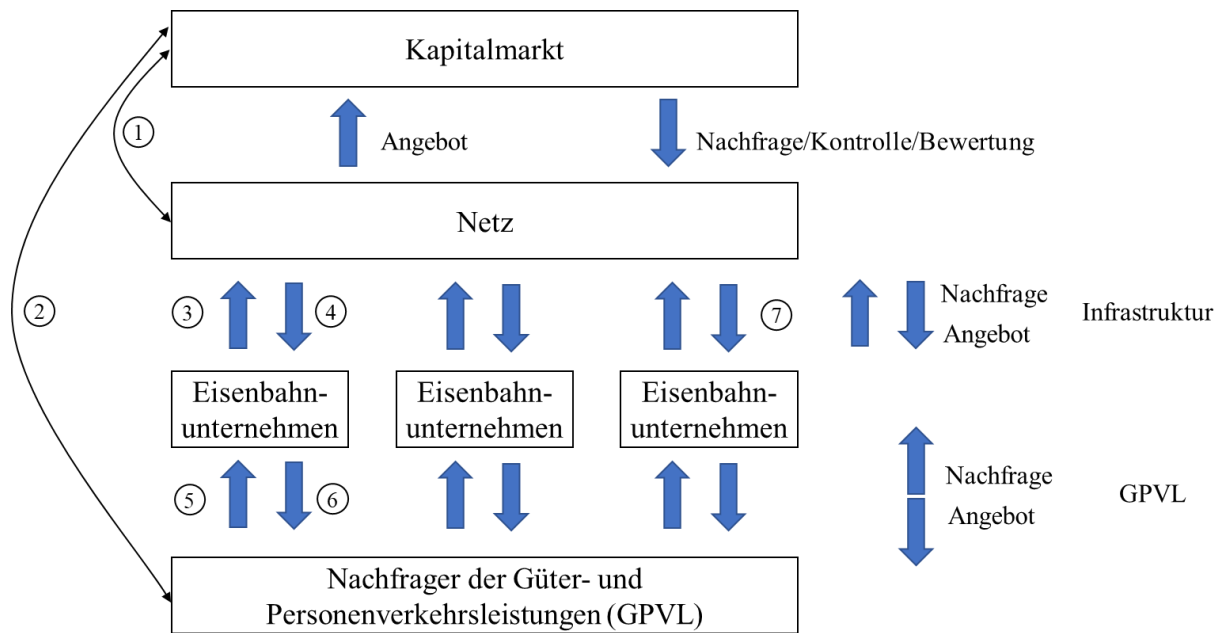 Kapitalmarkt
①
Angebot
Nachfrage/Kontrolle/Bewertung
Netz
②
③
④
⑦
Nachfrage
Angebot
Infrastruktur
Eisenbahn-
unternehmen
Eisenbahn-
unternehmen
Eisenbahn-
unternehmen
⑤
⑥
Nachfrage
Angebot
GPVL
Nachfrager der Güter- und
Personenverkehrsleistungen (GPVL)